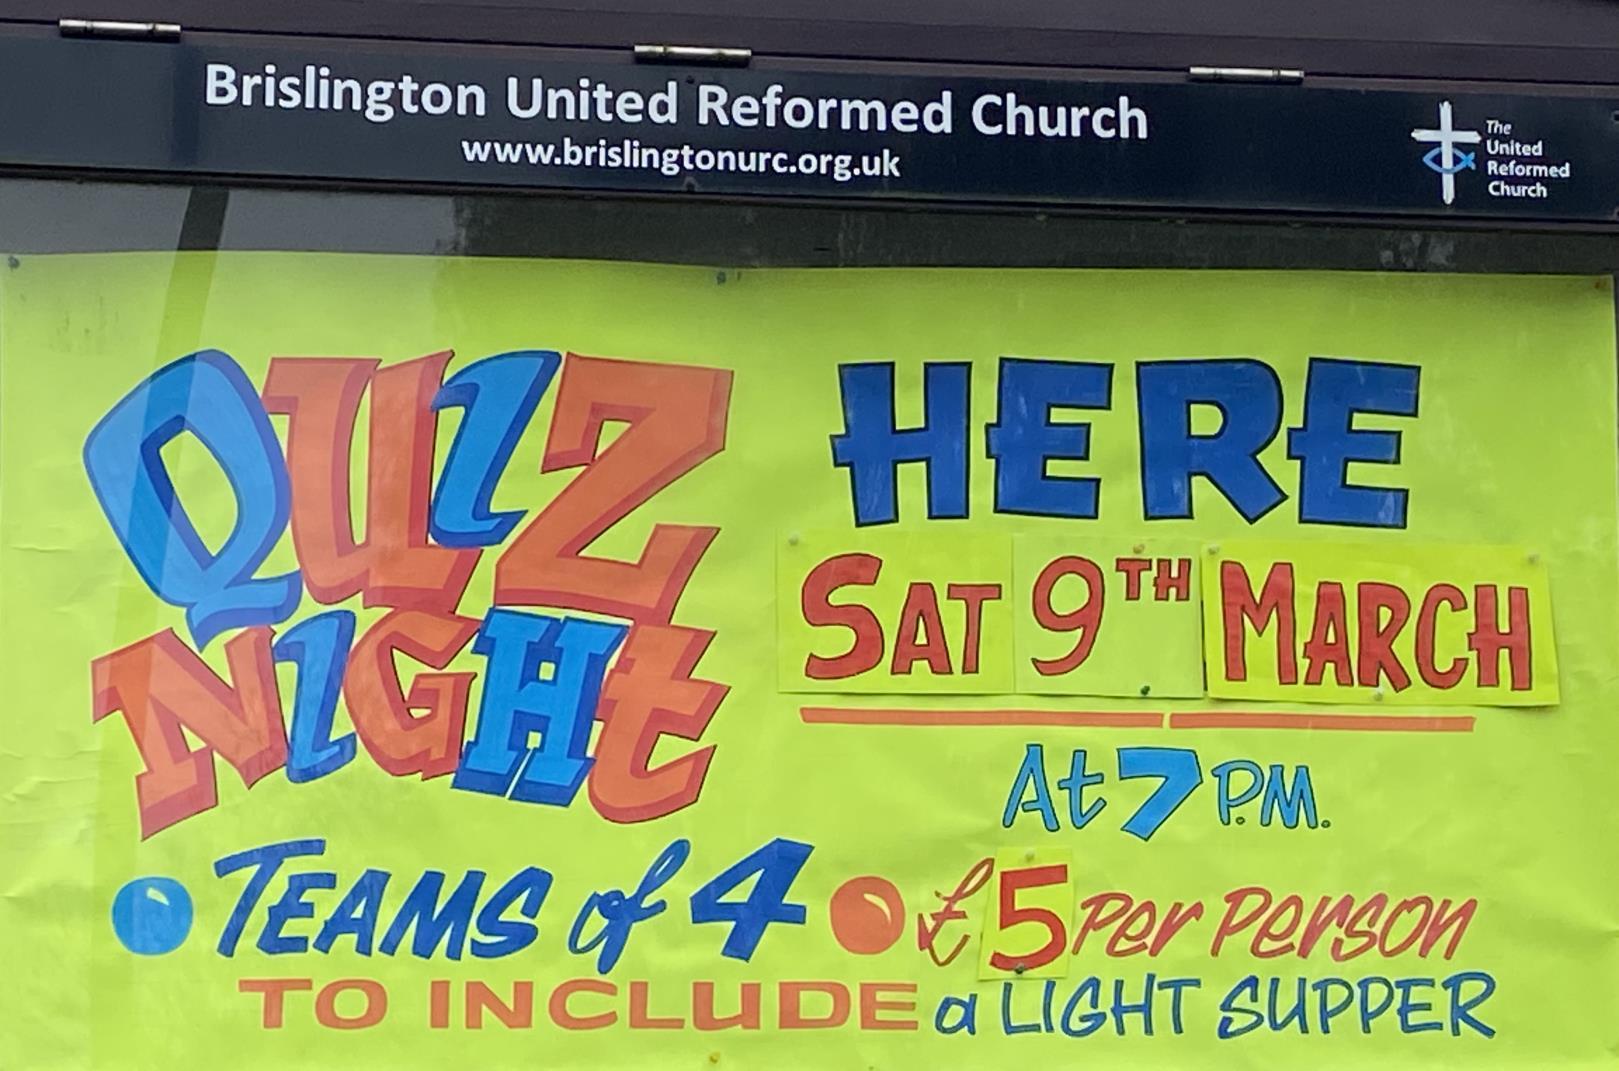 Brislington United Reformed Church
www.brislingtonurc.org.uk
The
United
Reformed
Church
QUiZ
NiGHt
HERE
SAT 9TH MARCH
At 7 P.M.
TEAMS of 4
£5 Per Person
TO INCLUDE a LIGHT SUPPER